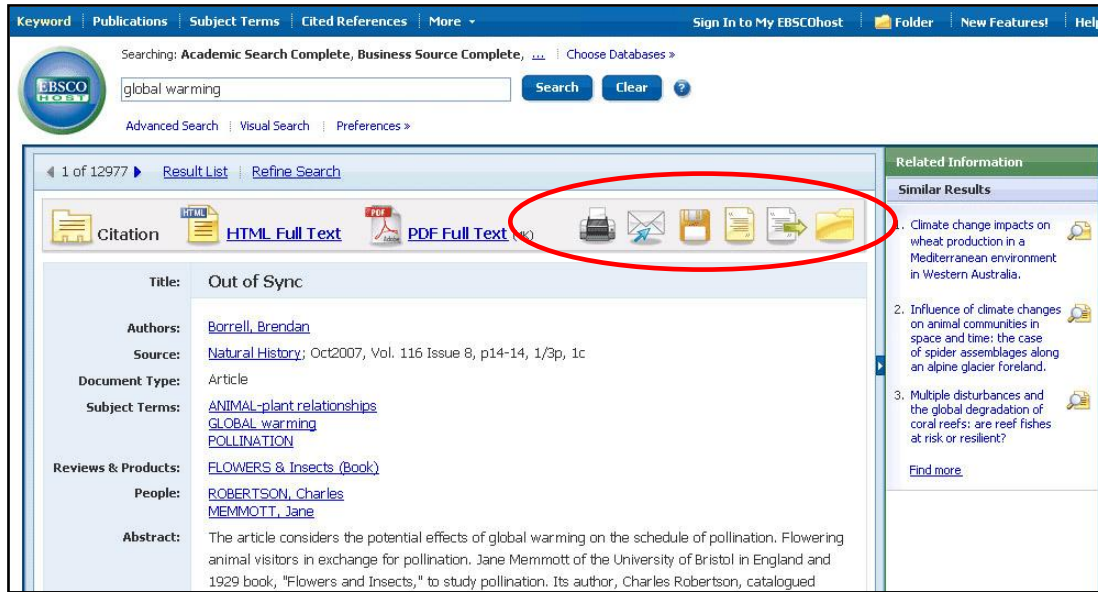 Keyword Publications Subject Terms Cited References More Sign In to My EBSCOhost Folder New Features! Help
Searching: Academic Search Complete, Business Source Complete, ... Choose Databases »
EBSCO
HOST
global warming
Search Clear ?
Advanced Search Visual Search Preferences »
1 of 12977 Result List Refine Search
Citation
HTML
HTML Full Text
PDF
Adobe
PDF Full Text
Title: Out of Sync
Authors: Borrell, Brendan
Source: Natural History; Oct2007, Vol. 116 Issue 8, p14-14, 1/3p, 1c
Document Type: Article
Subject Terms: ANIMAL-plant relationships
GLOBAL warming
POLLINATION
Reviews & Products: FLOWERS & Insects (Book)
People: ROBERTSON, Charles
MEMMOTT, Jane
Abstract: The article considers the potential effects of global warming on the schedule of pollination. Flowering
animal visitors in exchange for pollination. Jane Memmott of the University of Bristol in England and
1929 book, "Flowers and Insects," to study pollination. Its author, Charles Robertson, catalogued
Related Information
Similar Results
1. Climate change impacts on
wheat production in a
Mediterranean environment
in Western Australia.
2. Influence of climate changes
on animal communities in
space and time: the case
of spider assemblages along
an alpine glacier foreland.
3. Multiple disturbances and
the global degradation of
coral reefs: are reef fishes
at risk or resilient?
Find more